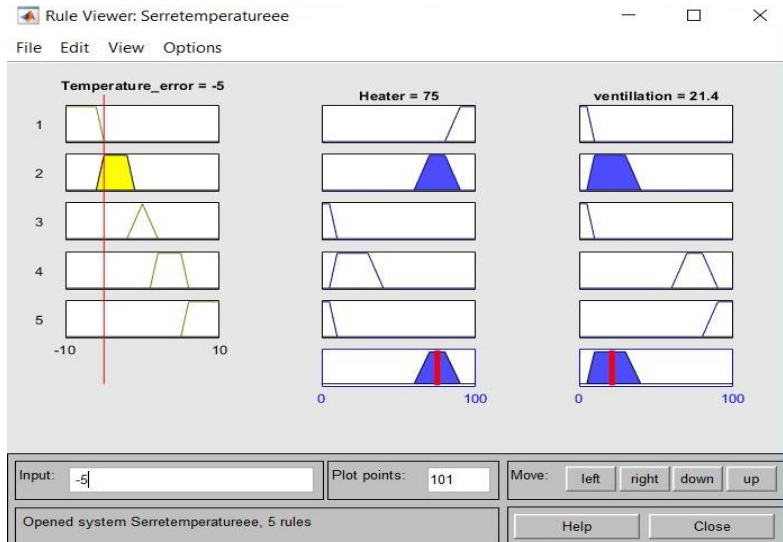 Rule Viewer: Serretemperatureee
File Edit View Options
Temperature_error = -5
Heater = 75
ventillation = 21.4
1
2
3
4
5
-10 10
0 100
0 100
Input: -5
Plot points: 101
Move: left right down up
Opened system Serretemperatureee, 5 rules
Help Close